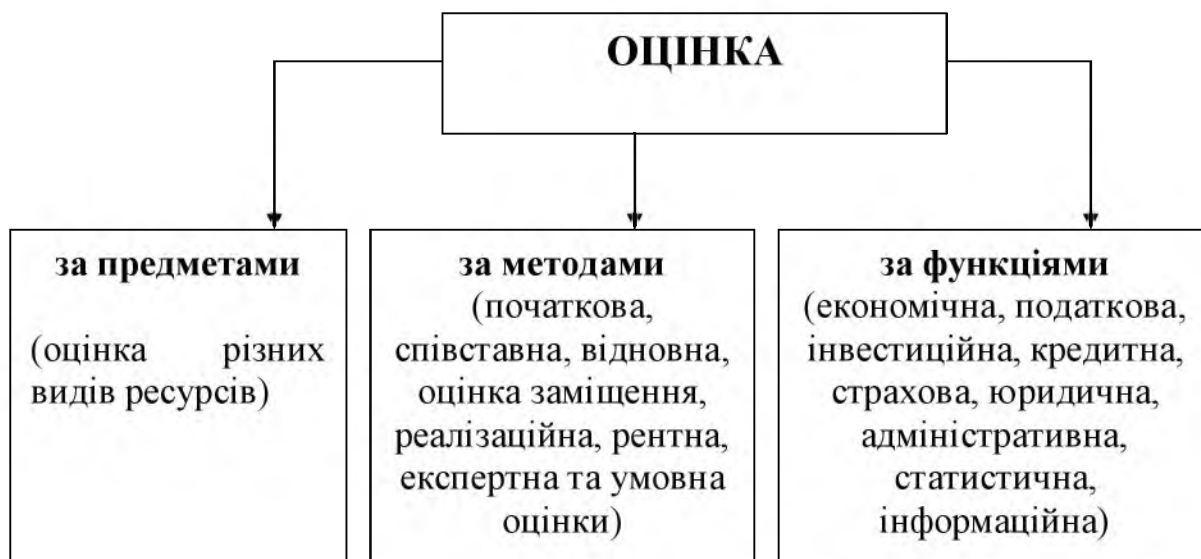 ОЦІНКА
за предметами
(оцінка різних
видів ресурсів)
за методами
(початкова,
співставна, відновна,
оцінка заміщення,
реалізаційна, рентна,
експертна та умовна
оцінки)
за функціями
(економічна, податкова,
інвестиційна, кредитна,
страхова, юридична,
адміністративна,
статистична,
інформаційна)